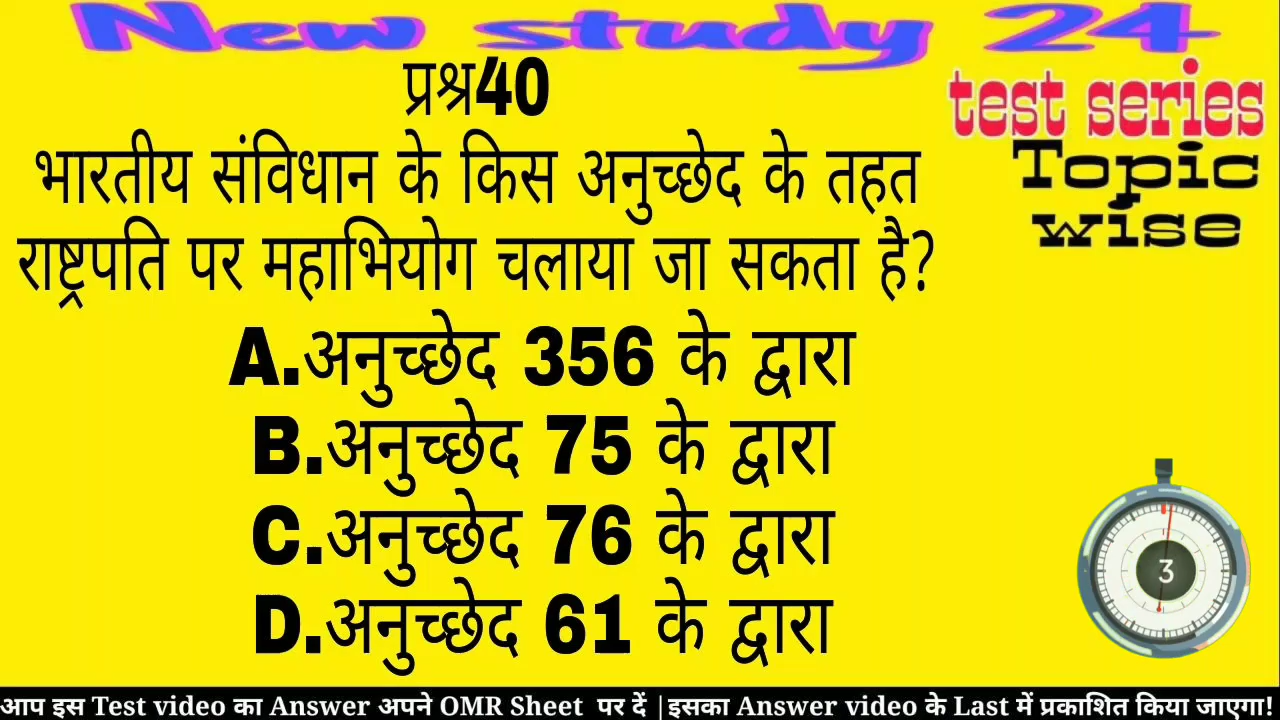 New study 24
test series
Topic
wise
प्रश्न40
भारतीय संविधान के किस अनुच्छेद के तहत
राष्ट्रपति पर महाभियोग चलाया जा सकता है?
A.अनुच्छेद 356 के द्वारा
B.अनुच्छेद 75 के द्वारा
C.अनुच्छेद 76 के द्वारा
D.अनुच्छेद 61 के द्वारा
3
आप इस Test video का Answer अपने OMR Sheet पर दें |इसका Answer video के Last में प्रकाशित किया जाएगा!